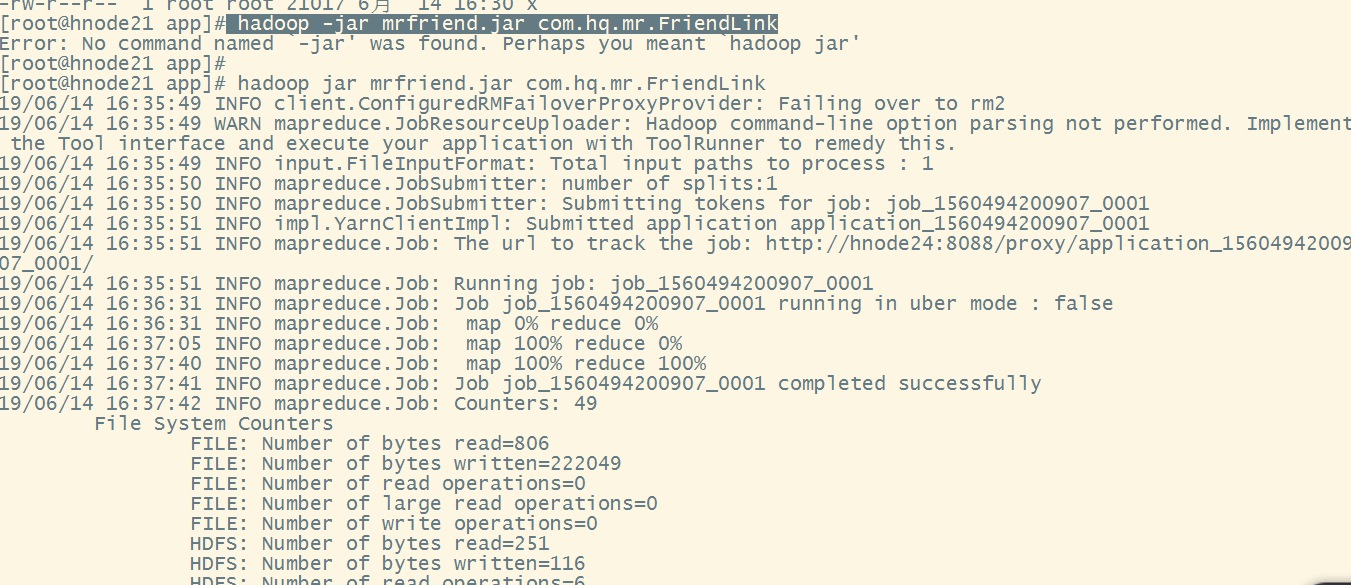 -rw-r--r-- 1 root root 21017 6月 14 16:30 x
[root@hnode21 app]# hadoop -jar mrfriend.jar com.hq.mr.FriendLink
Error: No command named `-jar' was found. Perhaps you meant `hadoop jar'
[root@hnode21 app]#
[root@hnode21 app]# hadoop jar mrfriend.jar com.hq.mr.FriendLink
19/06/14 16:35:49 INFO client.ConfiguredRMFailoverProxyProvider: Failing over to rm2
19/06/14 16:35:49 WARN mapreduce.JobResourceUploader: Hadoop command-line option parsing not performed. Implement
the Tool interface and execute your application with ToolRunner to remedy this.
19/06/14 16:35:49 INFO input.FileInputFormat: Total input paths to process : 1
19/06/14 16:35:50 INFO mapreduce.JobSubmitter: number of splits:1
19/06/14 16:35:50 INFO mapreduce.JobSubmitter: Submitting tokens for job: job_1560494200907_0001
19/06/14 16:35:51 INFO impl.YarnClientImpl: Submitted application application_1560494200907_0001
19/06/14 16:35:51 INFO mapreduce.Job: The url to track the job: http://hnode24:8088/proxy/application_15604942009
07_0001/
19/06/14 16:35:51 INFO mapreduce.Job: Running job: job_1560494200907_0001
19/06/14 16:36:31 INFO mapreduce.Job: Job job_1560494200907_0001 running in uber mode : false
19/06/14 16:36:31 INFO mapreduce.Job:  map 0% reduce 0%
19/06/14 16:37:05 INFO mapreduce.Job:  map 100% reduce 0%
19/06/14 16:37:40 INFO mapreduce.Job:  map 100% reduce 100%
19/06/14 16:37:41 INFO mapreduce.Job: Job job_1560494200907_0001 completed successfully
19/06/14 16:37:42 INFO mapreduce.Job: Counters: 49
File System Counters
FILE: Number of bytes read=806
FILE: Number of bytes written=222049
FILE: Number of read operations=0
FILE: Number of large read operations=0
FILE: Number of write operations=0
HDFS: Number of bytes read=251
HDFS: Number of bytes written=116
HDFS: Number of read operations=6